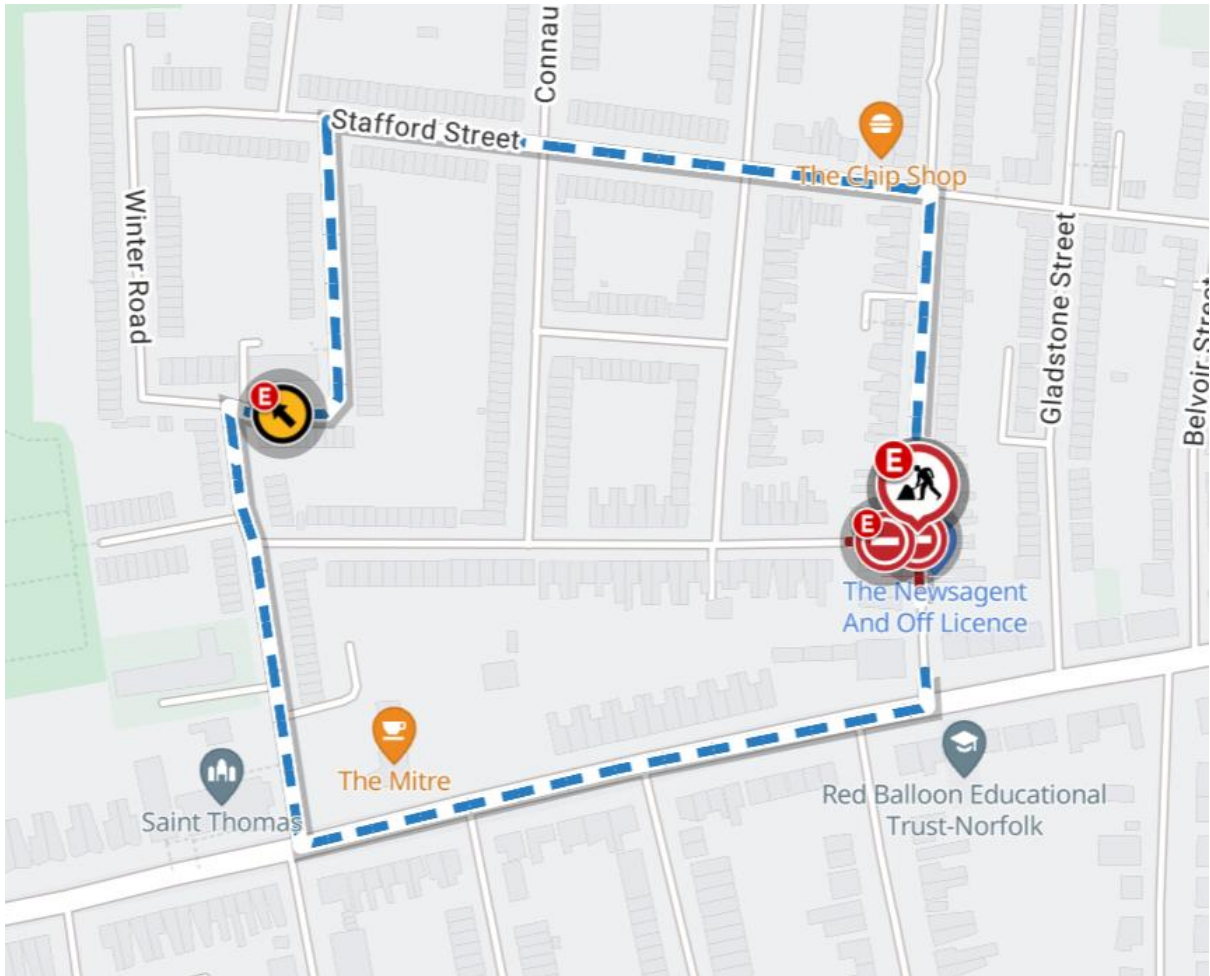 Connau
Stafford Street
The Chip Shop
Winter Road
Gladstone Street
Belvoir Street
E
E
E
The Newsagent
And Off Licence
The Mitre
Saint Thomas
Red Balloon Educational
Trust-Norfolk